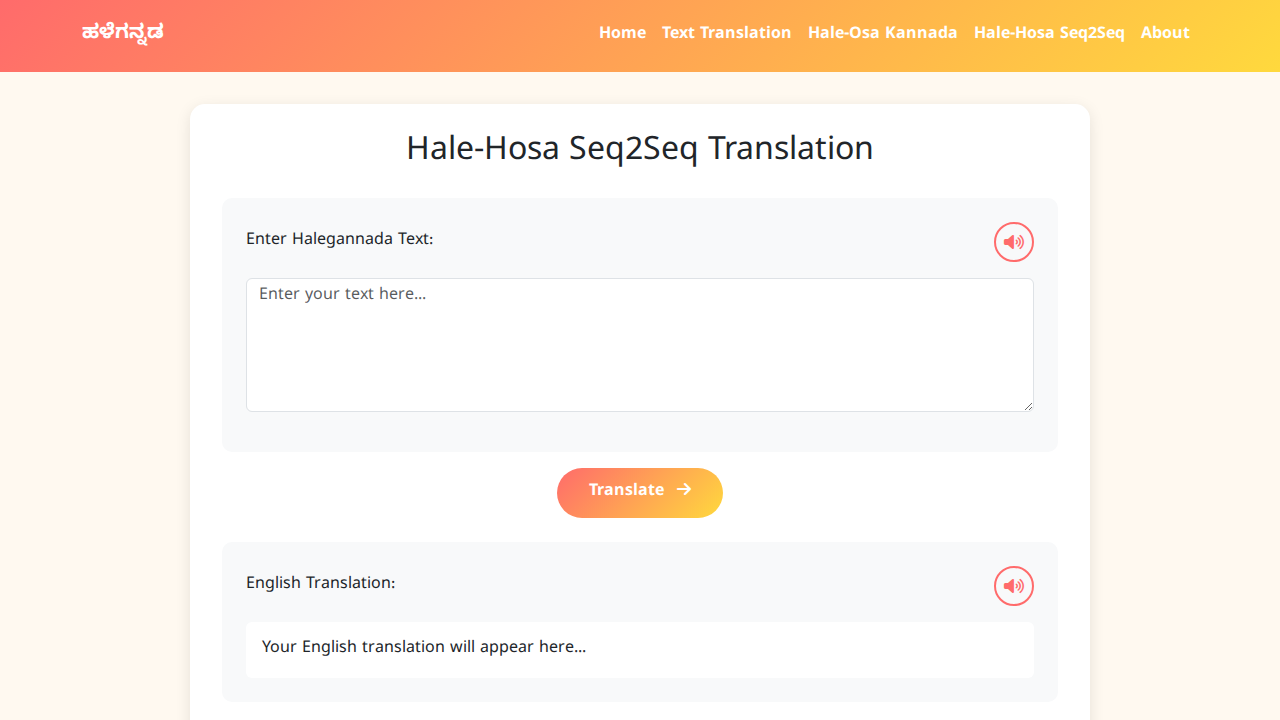 ಹಳೆಗನ್ನಡ
Home Text Translation Hale-Osa Kannada Hale-Hosa Seq2Seq About
Hale-Hosa Seq2Seq Translation
Enter Halegannada Text:
Enter your text here...
Translate
English Translation:
Your English translation will appear here...